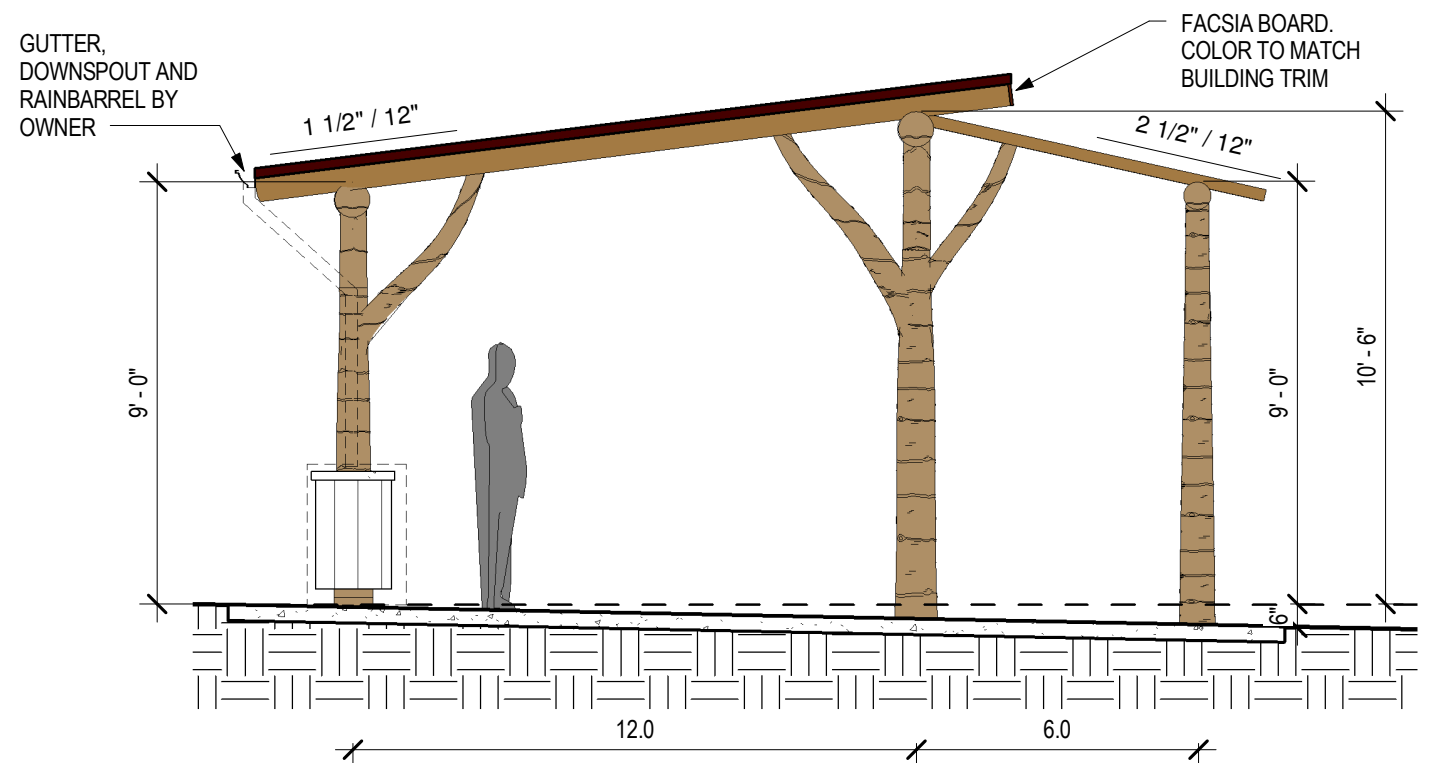 GUTTER,
DOWNSPOUT AND
RAINBARREL BY
OWNER
1 1/2" / 12"
FACSIA BOARD.
COLOR TO MATCH
BUILDING TRIM
2 1/2" / 12"
9' - 0"
9' - 0"
10' - 6"
6"
12.0
6.0